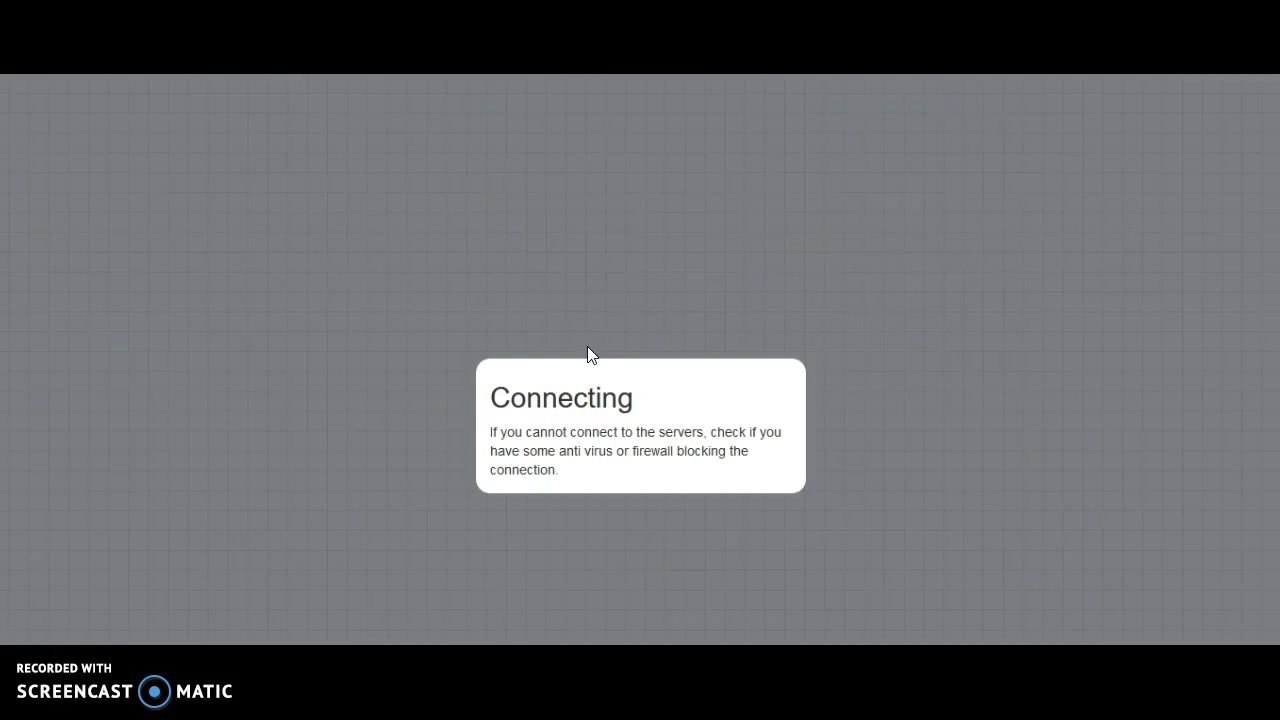 Connecting
If you cannot connect to the servers, check if you
have some anti virus or firewall blocking the
connection.
RECORDED WITH
SCREENCAST MATIC